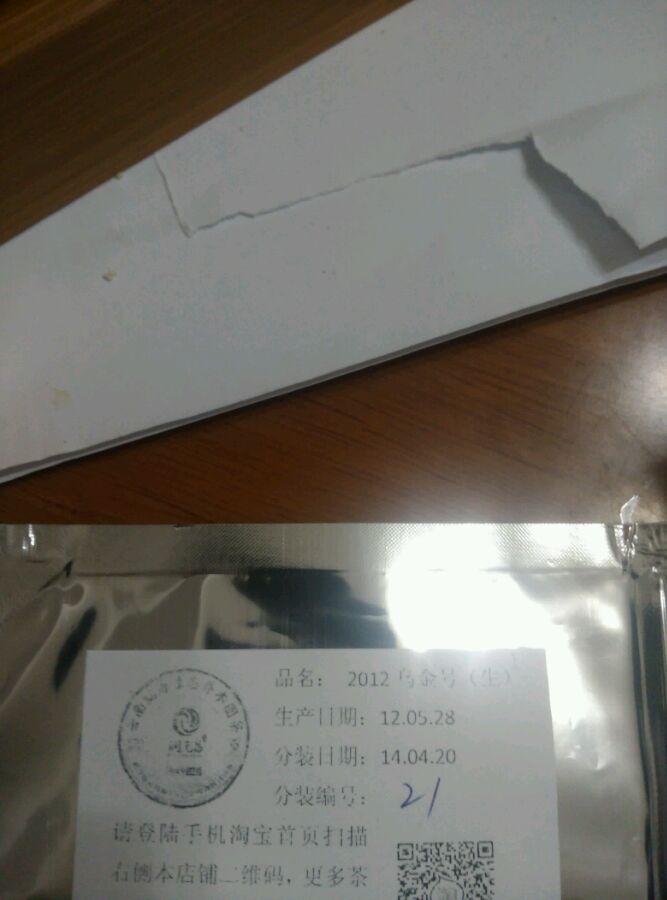 品名： 2012 乌金号（生）
生产日期：12.05.28
分装日期：14.04.20
分装编号： 21
请登陆手机淘宝首页扫描
右侧本店铺二维码，更多茶